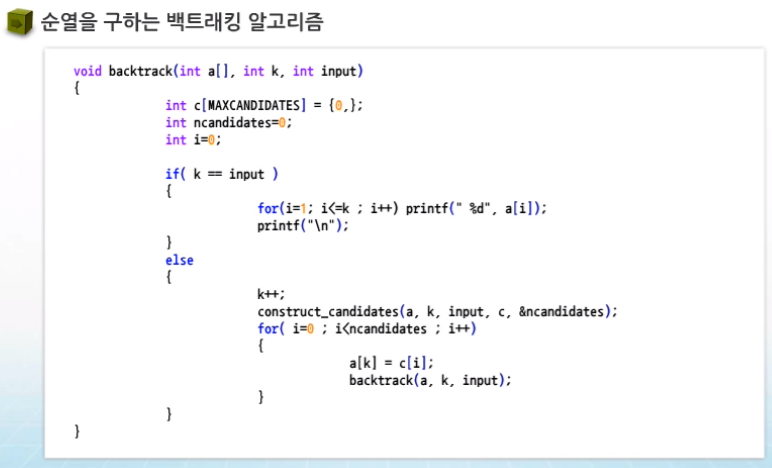 순열을 구하는 백트래킹 알고리즘
void backtrack(int a[], int k, int input)
{
int c[MAXCANDIDATES] = {0,};
int ncandidates=0;
int i=0;
if( k == input )
{
for(i=1; i<=k ; i++) printf(" %d", a[i]);
printf("\n");
}
else
{
k++;
construct_candidates(a, k, input, c, &ncandidates);
for( i=0 ; i<ncandidates ; i++)
{
a[k] = c[i];
backtrack(a, k, input);
}
}
}